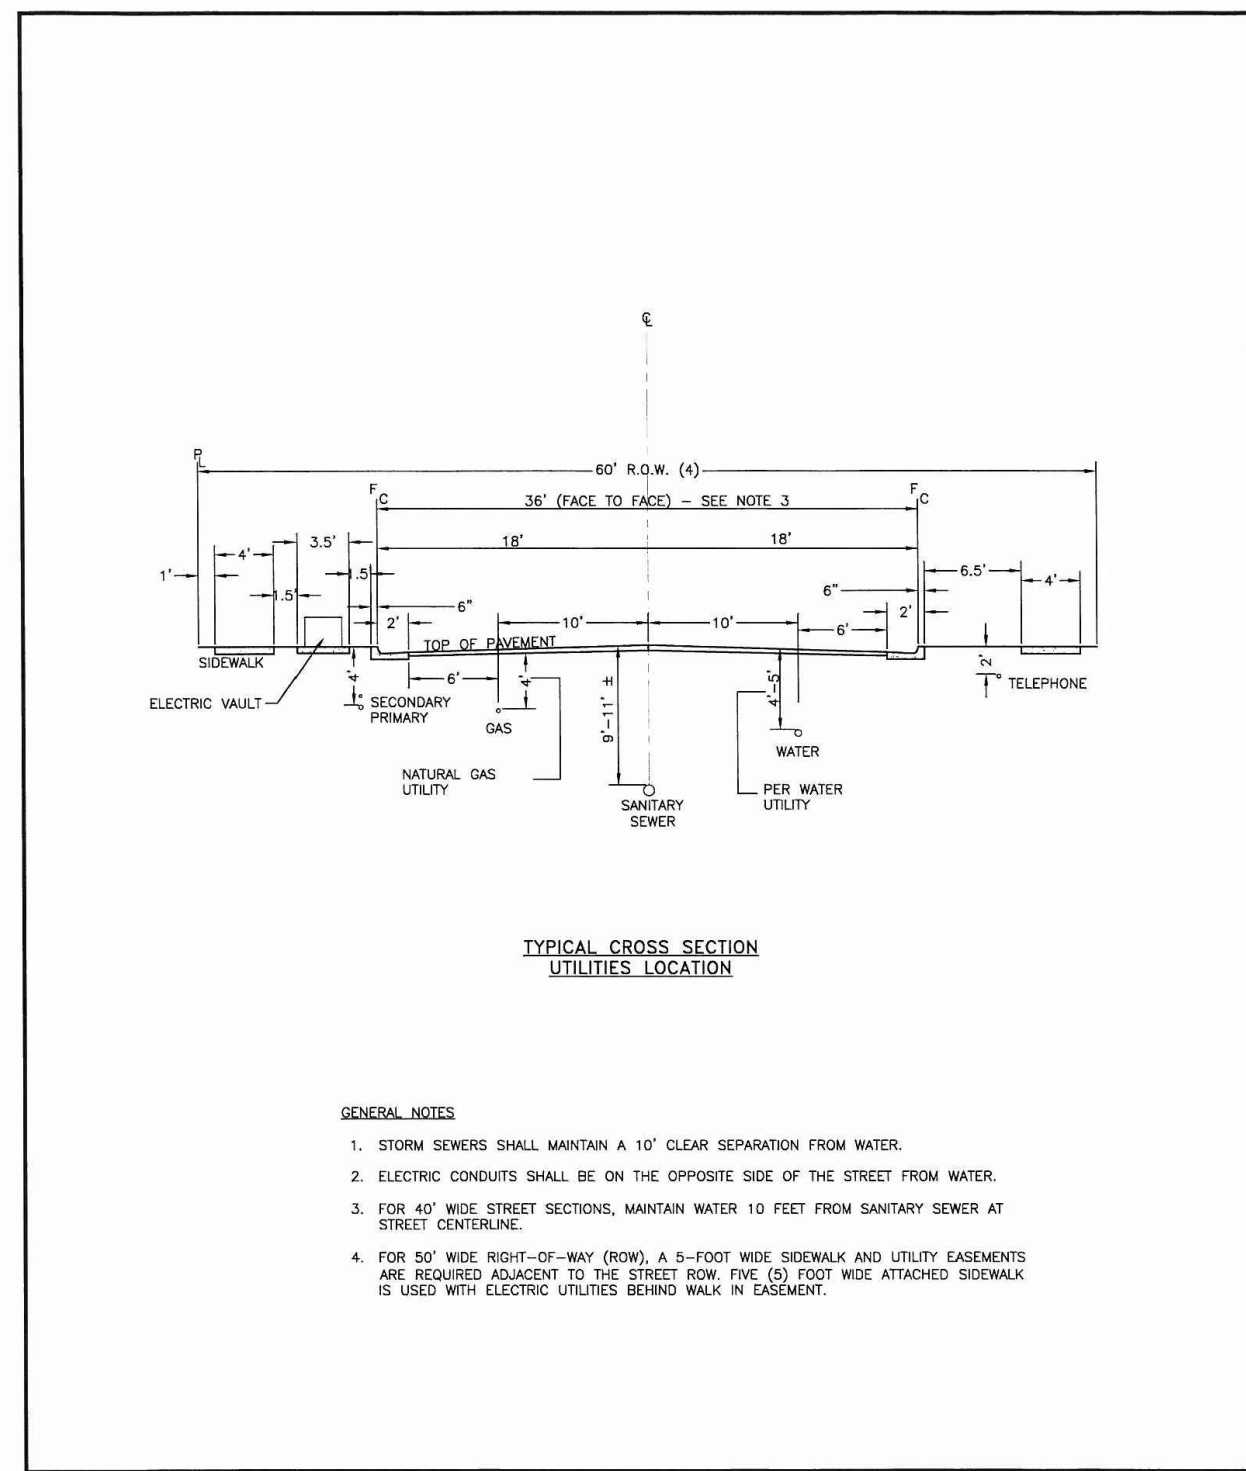 ℄
PL
60' R.O.W. (4)
FC
FC
36' (FACE TO FACE) – SEE NOTE 3
18'
18'
3.5'
4'
1'
1.5'
1.5'
6.5'
4'
6"
6"
2'
2'
10'
10'
6'
TOP OF PAVEMENT
SIDEWALK
2'
4'
6'
4'
9'–11' ±
4'–5'
TELEPHONE
ELECTRIC VAULT
SECONDARY
PRIMARY
GAS
WATER
NATURAL GAS
UTILITY
PER WATER
UTILITY
SANITARY
SEWER
TYPICAL CROSS SECTION
UTILITIES LOCATION
GENERAL NOTES
1. STORM SEWERS SHALL MAINTAIN A 10' CLEAR SEPARATION FROM WATER.
2. ELECTRIC CONDUITS SHALL BE ON THE OPPOSITE SIDE OF THE STREET FROM WATER.
3. FOR 40' WIDE STREET SECTIONS, MAINTAIN WATER 10 FEET FROM SANITARY SEWER AT
STREET CENTERLINE.
4. FOR 50' WIDE RIGHT–OF–WAY (ROW), A 5–FOOT WIDE SIDEWALK AND UTILITY EASEMENTS
ARE REQUIRED ADJACENT TO THE STREET ROW. FIVE (5) FOOT WIDE ATTACHED SIDEWALK
IS USED WITH ELECTRIC UTILITIES BEHIND WALK IN EASEMENT.